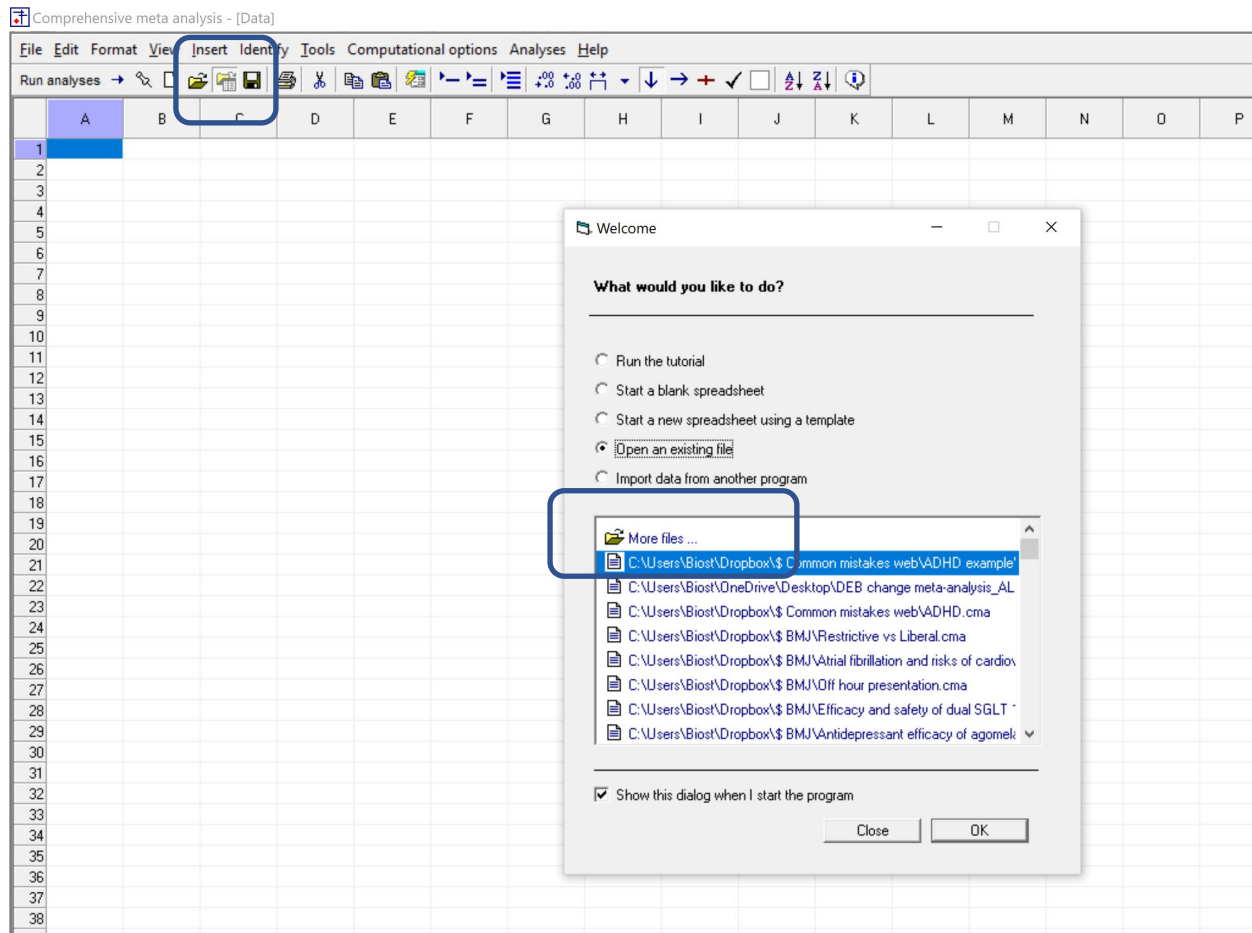 Comprehensive meta analysis - [Data]
File Edit Format View Insert Identify Tools Computational options Analyses Help
Run analyses
A B C D E F G H I J K L M N O P
1
2
3
4
5
6
7
8
9
10
11
12
13
14
15
16
17
18
19
20
21
22
23
24
25
26
27
28
29
30
31
32
33
34
35
36
37
38
Welcome
What would you like to do?
Run the tutorial
Start a blank spreadsheet
Start a new spreadsheet using a template
Open an existing file
Import data from another program
More files ...
C:\Users\Biost\Dropbox\$ Common mistakes web\ADHD example'
C:\Users\Biost\OneDrive\Desktop\DEB change meta-analysis_AL
C:\Users\Biost\Dropbox\$ Common mistakes web\ADHD.cma
C:\Users\Biost\Dropbox\$ BMJ\Restrictive vs Liberal.cma
C:\Users\Biost\Dropbox\$ BMJ\Atrial fibrillation and risks of cardiov
C:\Users\Biost\Dropbox\$ BMJ\Off hour presentation.cma
C:\Users\Biost\Dropbox\$ BMJ\Efficacy and safety of dual SGLT
C:\Users\Biost\Dropbox\$ BMJ\Antidepressant efficacy of agomela
Show this dialog when I start the program
Close OK